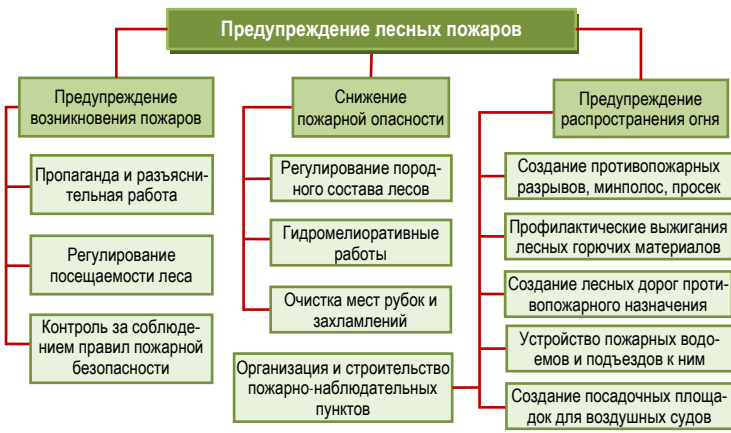 Предупреждение лесных пожаров
Предупреждение
возникновения пожаров
Пропаганда и разъясни-
тельная работа
Регулирование
посещаемости леса
Контроль за соблюде-
нием правил пожарной
безопасности
Снижение
пожарной опасности
Регулирование пород-
ного состава лесов
Гидромелиоративные
работы
Очистка мест рубок и
захламлений
Предупреждение
распространения огня
Создание противопожарных
разрывов, минполос, просек
Профилактические выжигания
лесных горючих материалов
Создание лесных дорог проти-
вопожарного назначения
Устройство пожарных водо-
емов и подъездов к ним
Создание посадочных площа-
док для воздушных судов
Организация и строительство
пожарно-наблюдательных
пунктов